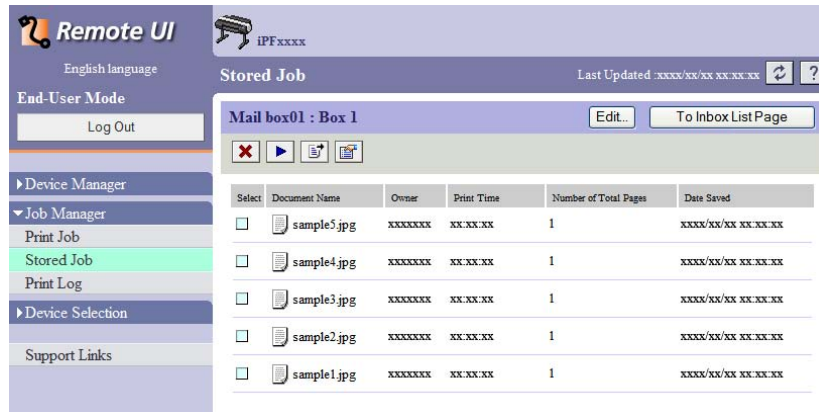 Remote UI
English language
End-User Mode
Log Out
Device Manager
Job Manager
Print Job
Stored Job
Print Log
Device Selection
Support Links
iPFxxxx
Stored Job Last Updated :xxxx/xx/xx xx:xx:xx ?
Mail box01 : Box 1 Edit... To Inbox List Page
Select Document Name Owner Print Time Number of Total Pages Date Saved
sample5.jpg xxxxxxx xx:xx:xx 1 xxxx/xx/xx xx:xx:xx
sample4.jpg xxxxxxx xx:xx:xx 1 xxxx/xx/xx xx:xx:xx
sample3.jpg xxxxxxx xx:xx:xx 1 xxxx/xx/xx xx:xx:xx
sample2.jpg xxxxxxx xx:xx:xx 1 xxxx/xx/xx xx:xx:xx
sample1.jpg xxxxxxx xx:xx:xx 1 xxxx/xx/xx xx:xx:xx